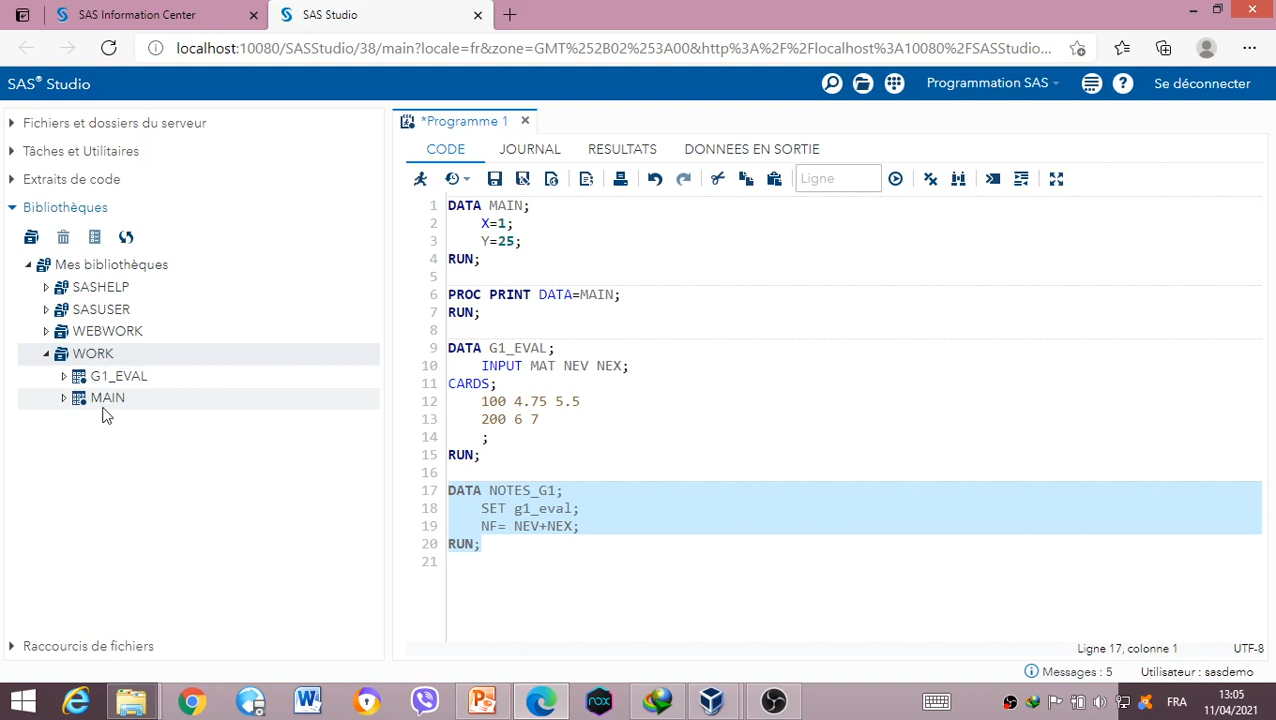 SAS Information Center
SAS Studio
localhost:10080/SASStudio/38/main?locale=fr&zone=GMT%252B02%253A00&http%3A%2F%2Flocalhost%3A10080%2FSASStudio...
SAS® Studio
Programmation SAS
Se déconnecter
Fichiers et dossiers du serveur
Tâches et Utilitaires
Extraits de code
Bibliothèques
Mes bibliothèques
SASHELP
SASUSER
WEBWORK
WORK
G1_EVAL
MAIN
Raccourcis de fichiers
*Programme 1
CODE JOURNAL RESULTATS DONNEES EN SORTIE
Ligne
1 DATA MAIN;
2 X=1;
3 Y=25;
4 RUN;
5
6 PROC PRINT DATA=MAIN;
7 RUN;
8
9 DATA G1_EVAL;
10 INPUT MAT NEV NEX;
11 CARDS;
12 100 4.75 5.5
13 200 6 7
14 ;
15 RUN;
16
17 DATA NOTES_G1;
18 SET g1_eval;
19 NF= NEV+NEX;
20 RUN;
21
Ligne 17, colonne 1 UTF-8
Messages : 5 Utilisateur : sasdemo
FRA
13:05
11/04/2021